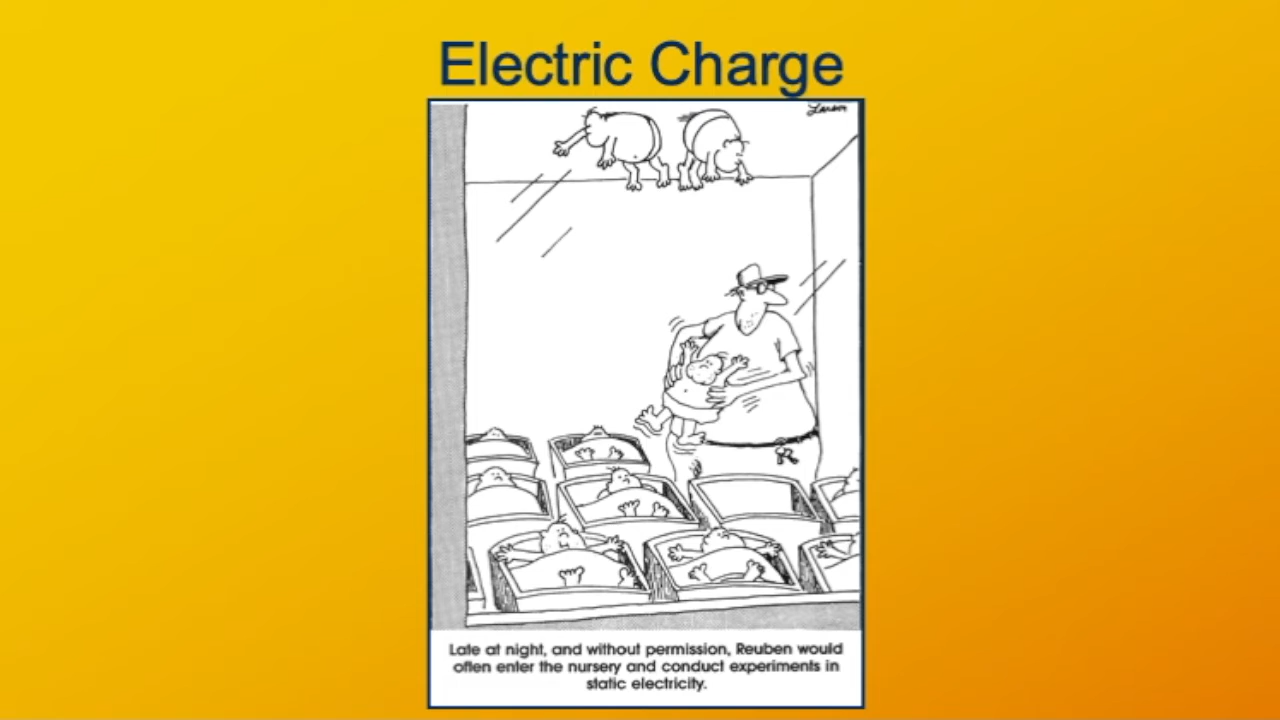 Electric Charge
Larson
Late at night, and without permission, Reuben would
often enter the nursery and conduct experiments in
static electricity.